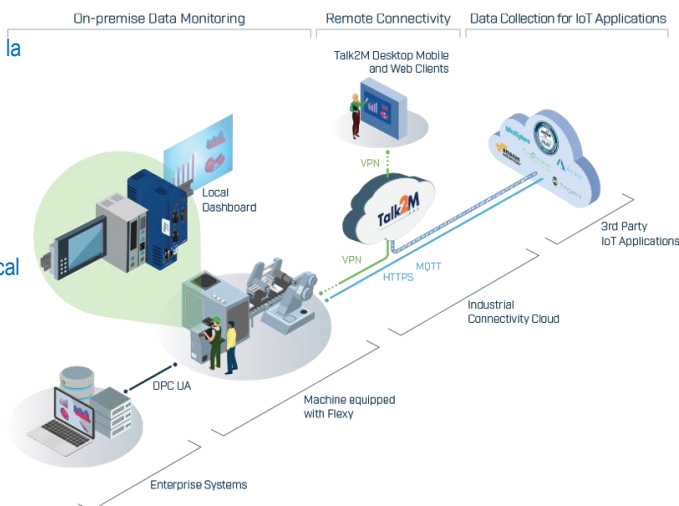 On-premise Data Monitoring
Remote Connectivity
Data Collection for IoT Applications
la
Talk2M Desktop Mobile
and Web Clients
VPN
Local
Dashboard
Talk2M
amazon
Azure
3rd Party
IoT Applications
cal
VPN
MQTT
HTTPS
Industrial
Connectivity Cloud
OPC UA
Machine equipped
with Flexy
Enterprise Systems